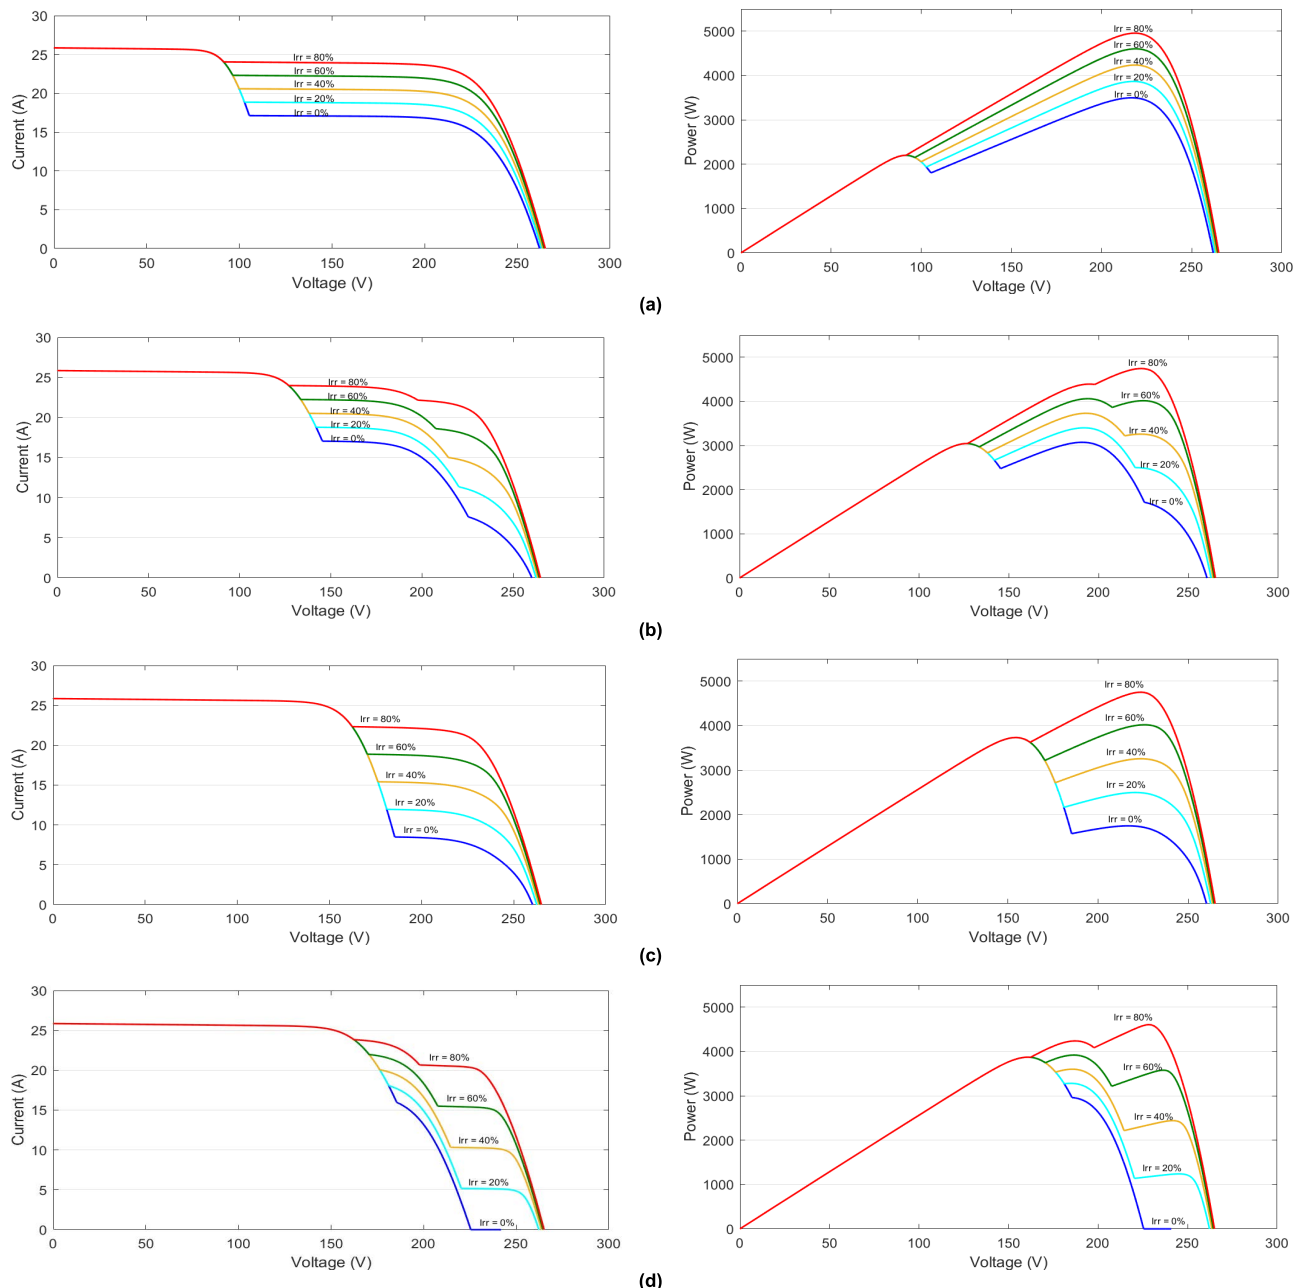 30
25
20
15
10
5
0
Current (A)
Irr = 80%
Irr = 60%
Irr = 40%
Irr = 20%
Irr = 0%
0 50 100 150 200 250 300
Voltage (V)
5000
4000
3000
2000
1000
0
Power (W)
Irr = 80%
Irr = 60%
Irr = 40%
Irr = 20%
Irr = 0%
0 50 100 150 200 250 300
Voltage (V)
(a)
30
25
20
15
10
5
0
Current (A)
Irr = 80%
Irr = 60%
Irr = 40%
Irr = 20%
Irr = 0%
0 50 100 150 200 250 300
Voltage (V)
5000
4000
3000
2000
1000
0
Power (W)
Irr = 80%
Irr = 60%
Irr = 40%
Irr = 20%
Irr = 0%
0 50 100 150 200 250 300
Voltage (V)
(b)
30
25
20
15
10
5
0
Current (A)
Irr = 80%
Irr = 60%
Irr = 40%
Irr = 20%
Irr = 0%
0 50 100 150 200 250 300
Voltage (V)
5000
4000
3000
2000
1000
0
Power (W)
Irr = 80%
Irr = 60%
Irr = 40%
Irr = 20%
Irr = 0%
0 50 100 150 200 250 300
Voltage (V)
(c)
30
25
20
15
10
5
0
Current (A)
Irr = 80%
Irr = 60%
Irr = 40%
Irr = 20%
Irr = 0%
0 50 100 150 200 250 300
Voltage (V)
5000
4000
3000
2000
1000
0
Power (W)
Irr = 80%
Irr = 60%
Irr = 40%
Irr = 20%
Irr = 0%
0 50 100 150 200 250 300
Voltage (V)
(d)